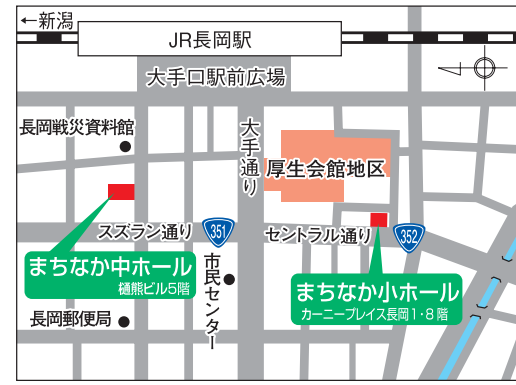 ←新潟
JR長岡駅
大手口駅前広場
長岡戦災資料館
大手通り
厚生会館地区
スズラン通り
351
セントラル通り
352
まちなか中ホール
樋熊ビル5階
市民センター
まちなか小ホール
カーニープレイス長岡1・8階
長岡郵便局